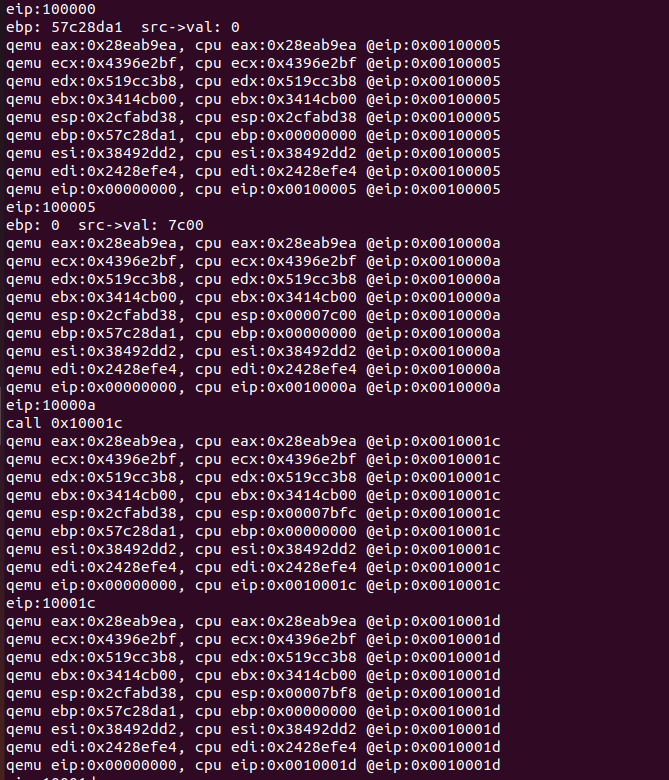 eip:100000
ebp: 57c28da1  src->val: 0
qemu eax:0x28eab9ea, cpu eax:0x28eab9ea @eip:0x00100005
qemu ecx:0x4396e2bf, cpu ecx:0x4396e2bf @eip:0x00100005
qemu edx:0x519cc3b8, cpu edx:0x519cc3b8 @eip:0x00100005
qemu ebx:0x3414cb00, cpu ebx:0x3414cb00 @eip:0x00100005
qemu esp:0x2cfabd38, cpu esp:0x2cfabd38 @eip:0x00100005
qemu ebp:0x57c28da1, cpu ebp:0x00000000 @eip:0x00100005
qemu esi:0x38492dd2, cpu esi:0x38492dd2 @eip:0x00100005
qemu edi:0x2428efe4, cpu edi:0x2428efe4 @eip:0x00100005
qemu eip:0x00000000, cpu eip:0x00100005 @eip:0x00100005
eip:100005
ebp: 0  src->val: 7c00
qemu eax:0x28eab9ea, cpu eax:0x28eab9ea @eip:0x0010000a
qemu ecx:0x4396e2bf, cpu ecx:0x4396e2bf @eip:0x0010000a
qemu edx:0x519cc3b8, cpu edx:0x519cc3b8 @eip:0x0010000a
qemu ebx:0x3414cb00, cpu ebx:0x3414cb00 @eip:0x0010000a
qemu esp:0x2cfabd38, cpu esp:0x00007c00 @eip:0x0010000a
qemu ebp:0x57c28da1, cpu ebp:0x00000000 @eip:0x0010000a
qemu esi:0x38492dd2, cpu esi:0x38492dd2 @eip:0x0010000a
qemu edi:0x2428efe4, cpu edi:0x2428efe4 @eip:0x0010000a
qemu eip:0x00000000, cpu eip:0x0010000a @eip:0x0010000a
eip:10000a
call 0x10001c
qemu eax:0x28eab9ea, cpu eax:0x28eab9ea @eip:0x0010001c
qemu ecx:0x4396e2bf, cpu ecx:0x4396e2bf @eip:0x0010001c
qemu edx:0x519cc3b8, cpu edx:0x519cc3b8 @eip:0x0010001c
qemu ebx:0x3414cb00, cpu ebx:0x3414cb00 @eip:0x0010001c
qemu esp:0x2cfabd38, cpu esp:0x00007bfc @eip:0x0010001c
qemu ebp:0x57c28da1, cpu ebp:0x00000000 @eip:0x0010001c
qemu esi:0x38492dd2, cpu esi:0x38492dd2 @eip:0x0010001c
qemu edi:0x2428efe4, cpu edi:0x2428efe4 @eip:0x0010001c
qemu eip:0x00000000, cpu eip:0x0010001c @eip:0x0010001c
eip:10001c
qemu eax:0x28eab9ea, cpu eax:0x28eab9ea @eip:0x0010001d
qemu ecx:0x4396e2bf, cpu ecx:0x4396e2bf @eip:0x0010001d
qemu edx:0x519cc3b8, cpu edx:0x519cc3b8 @eip:0x0010001d
qemu ebx:0x3414cb00, cpu ebx:0x3414cb00 @eip:0x0010001d
qemu esp:0x2cfabd38, cpu esp:0x00007bf8 @eip:0x0010001d
qemu ebp:0x57c28da1, cpu ebp:0x00000000 @eip:0x0010001d
qemu esi:0x38492dd2, cpu esi:0x38492dd2 @eip:0x0010001d
qemu edi:0x2428efe4, cpu edi:0x2428efe4 @eip:0x0010001d
qemu eip:0x00000000, cpu eip:0x0010001d @eip:0x0010001d